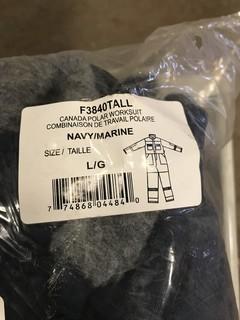 F3840TALL
CANADA POLAR WORKSUIT
COMBINAISON DE TRAVAIL POLAIRE
NAVY/MARINE
SIZE / TAILLE
L/G
7 74868 04484 0